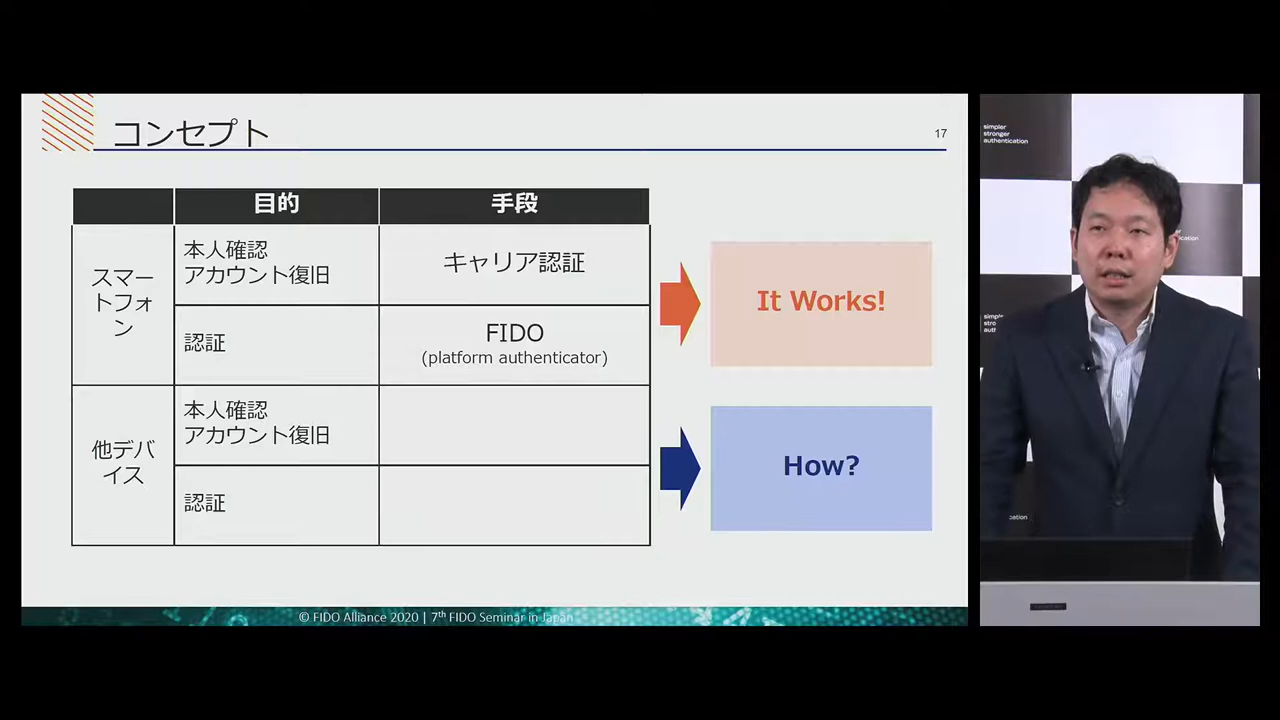 コンセプト
17
目的
手段
スマー
トフォ
ン
本人確認
アカウント復旧
キャリア認証
認証
FIDO
(platform authenticator)
他デバ
イス
本人確認
アカウント復旧
認証
It Works!
How?
© FIDO Alliance 2020 | 7th FIDO Seminar in Japan
simpler
stronger
authentication